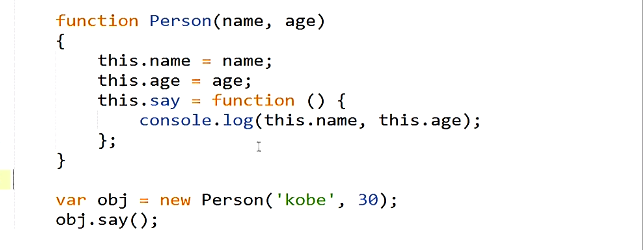 function Person(name, age)
{
    this.name = name;
    this.age = age;
    this.say = function () {
        console.log(this.name, this.age);
    };
}
var obj = new Person('kobe', 30);
obj.say();